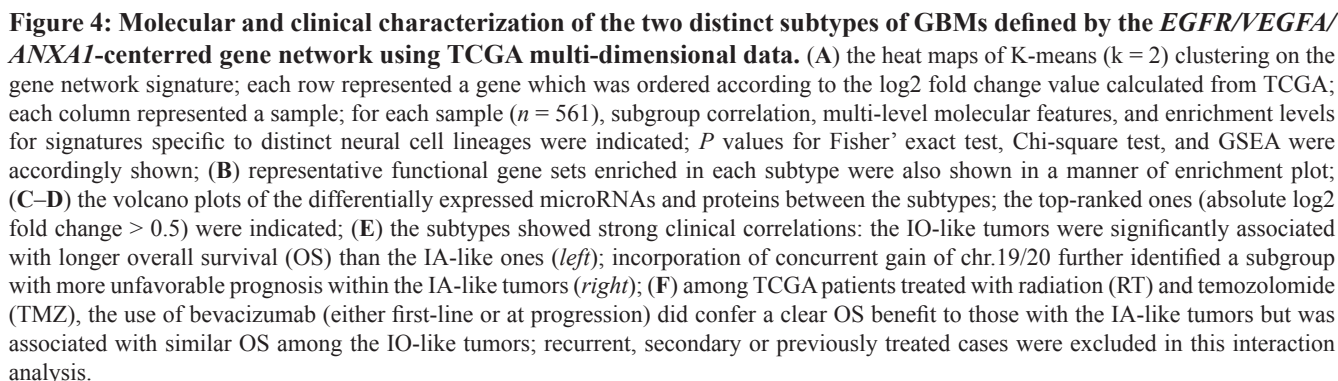 Figure 4: Molecular and clinical characterization of the two distinct subtypes of GBMs defined by the EGFR/VEGFA/
ANXA1-centerred gene network using TCGA multi-dimensional data. (A) the heat maps of K-means (k = 2) clustering on the
gene network signature; each row represented a gene which was ordered according to the log2 fold change value calculated from TCGA;
each column represented a sample; for each sample (n = 561), subgroup correlation, multi-level molecular features, and enrichment levels
for signatures specific to distinct neural cell lineages were indicated; P values for Fisher’ exact test, Chi-square test, and GSEA were
accordingly shown; (B) representative functional gene sets enriched in each subtype were also shown in a manner of enrichment plot;
(C–D) the volcano plots of the differentially expressed microRNAs and proteins between the subtypes; the top-ranked ones (absolute log2
fold change > 0.5) were indicated; (E) the subtypes showed strong clinical correlations: the IO-like tumors were significantly associated
with longer overall survival (OS) than the IA-like ones (left); incorporation of concurrent gain of chr.19/20 further identified a subgroup
with more unfavorable prognosis within the IA-like tumors (right); (F) among TCGA patients treated with radiation (RT) and temozolomide
(TMZ), the use of bevacizumab (either first-line or at progression) did confer a clear OS benefit to those with the IA-like tumors but was
associated with similar OS among the IO-like tumors; recurrent, secondary or previously treated cases were excluded in this interaction
analysis.